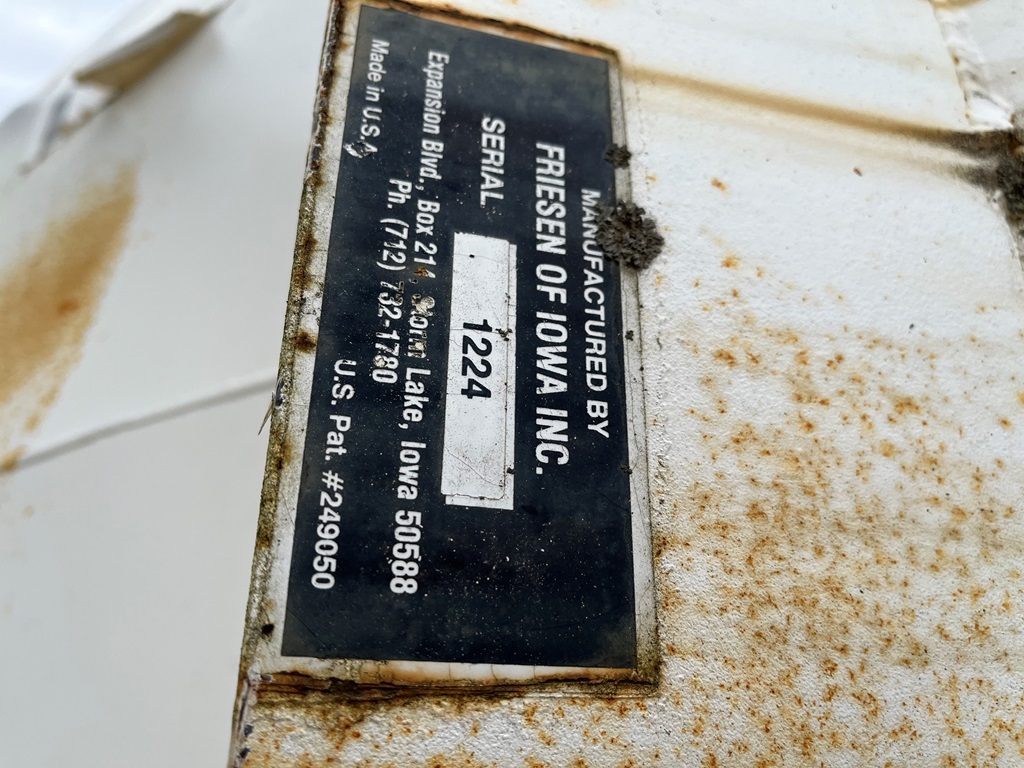 MANUFACTURED BY
FRIESEN OF IOWA INC.
SERIAL 1224
Expansion Blvd., Box 214, Storm Lake, Iowa 50588
Ph. (712) 732-1780
Made in U.S.A U.S. Pat. #249050